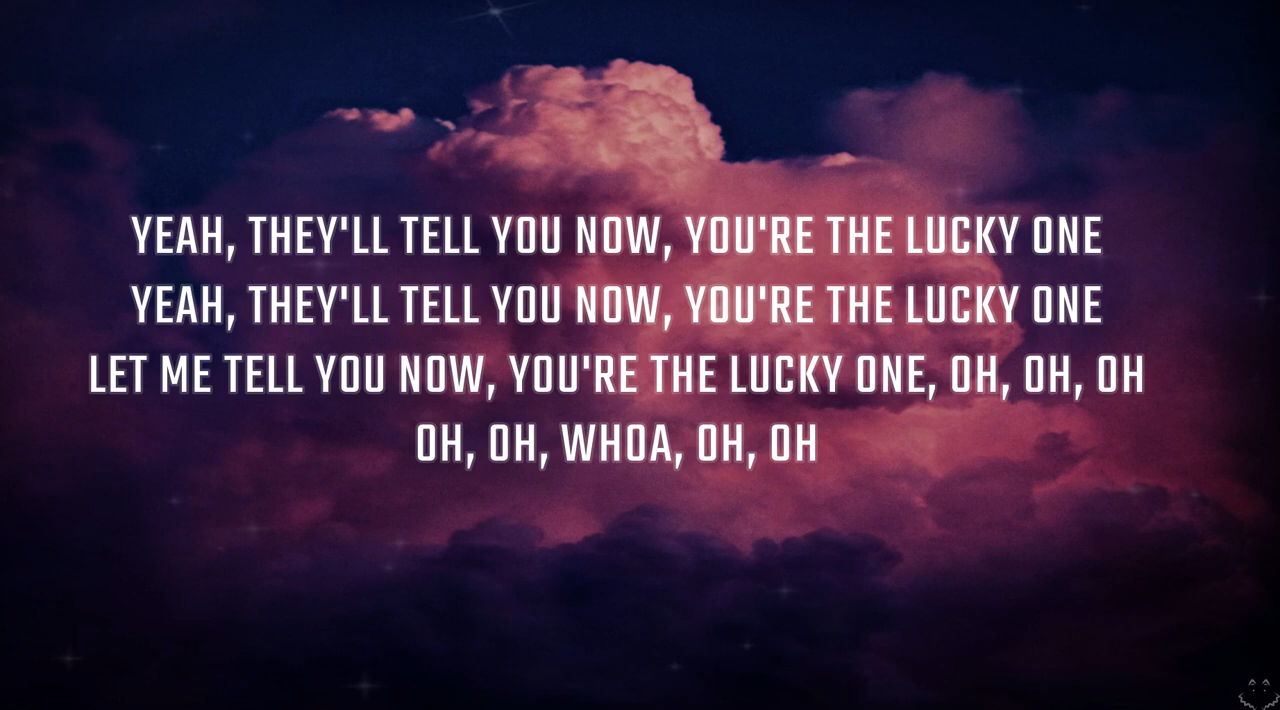 YEAH, THEY'LL TELL YOU NOW, YOU'RE THE LUCKY ONE
YEAH, THEY'LL TELL YOU NOW, YOU'RE THE LUCKY ONE
LET ME TELL YOU NOW, YOU'RE THE LUCKY ONE, OH, OH, OH
OH, OH, WHOA, OH, OH